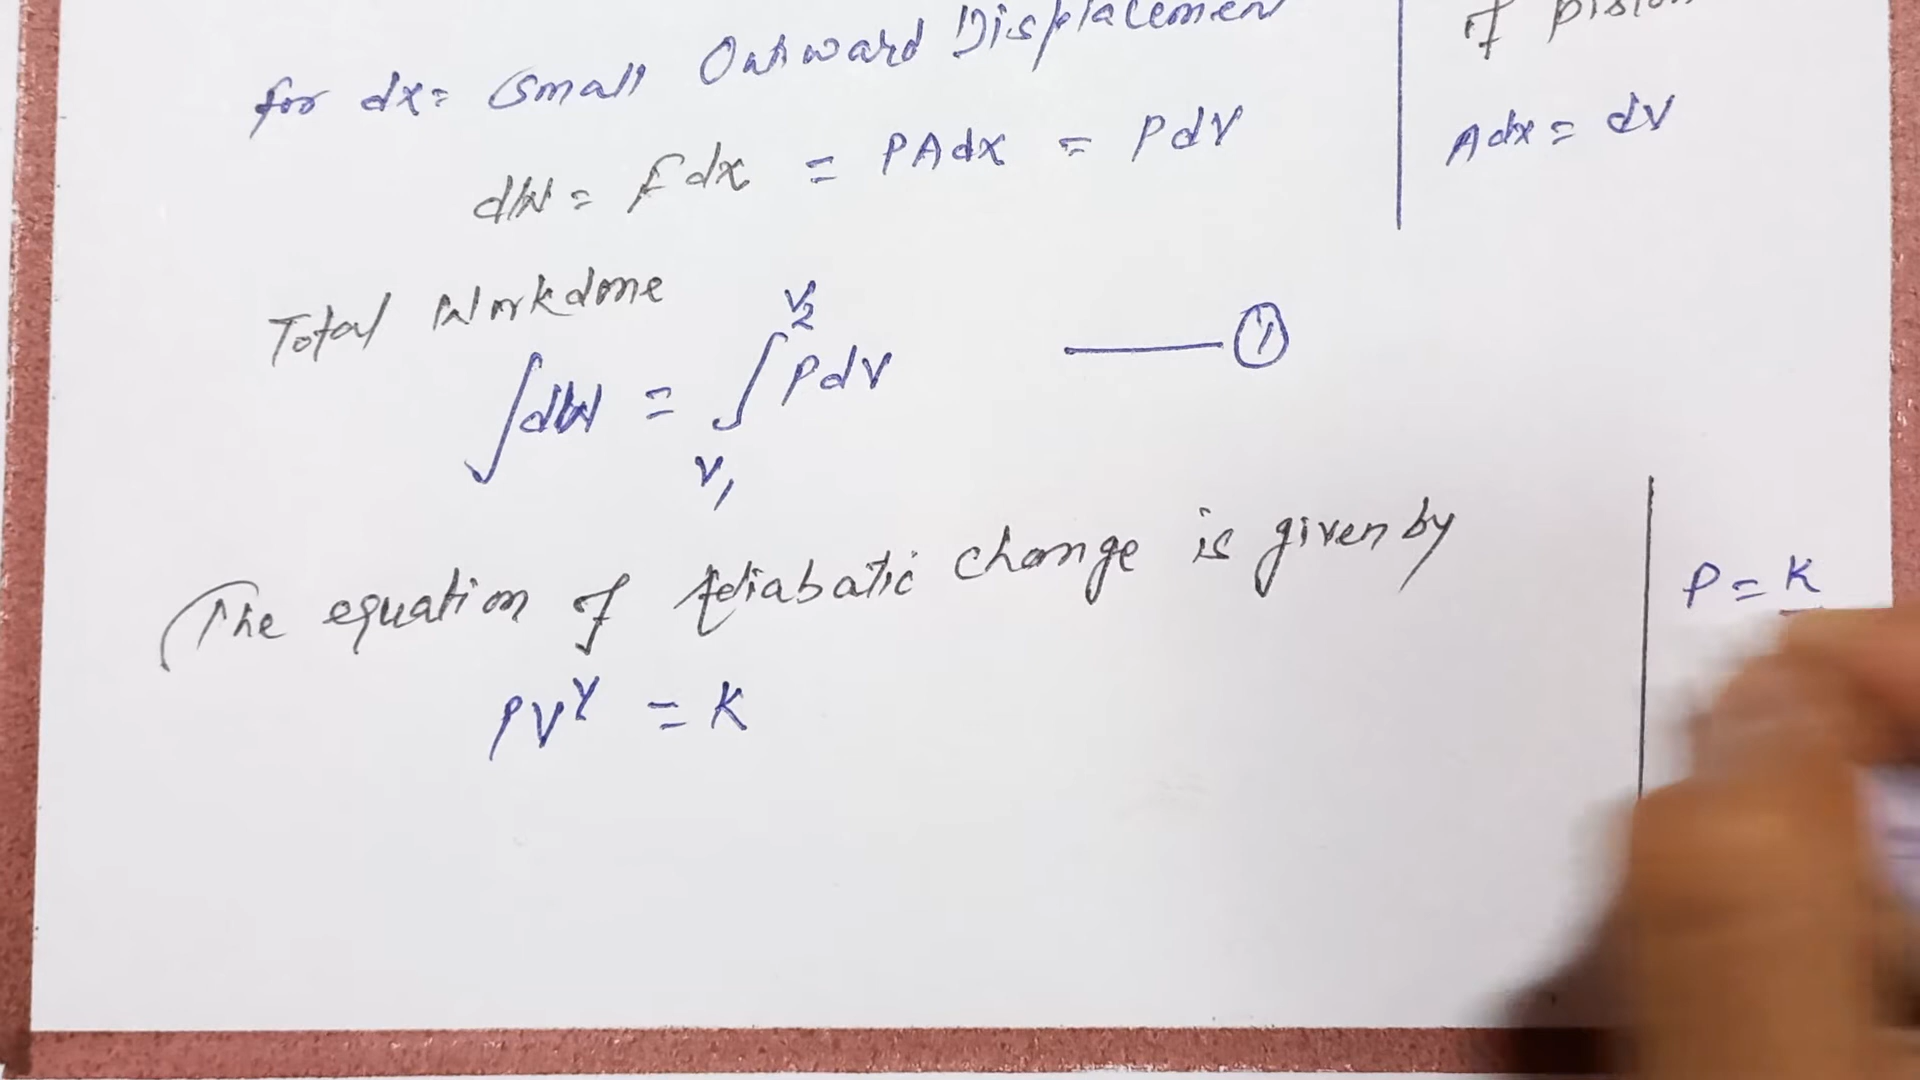 for dx = Small Outward Displacement
of piston
dW = Fdx = PAdx = PdV
Adx = dV
Total Workdone
∫dW = ∫ PdV ——— ①
V₂
V₁
The equation of Adiabatic change is given by
P = K
PV^γ = K